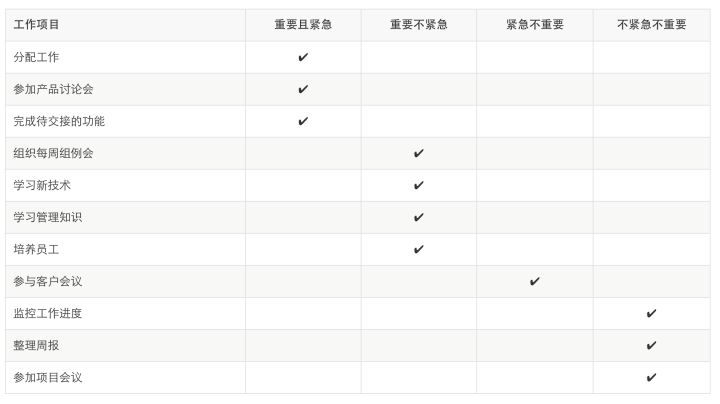 工作项目 重要且紧急 重要不紧急 紧急不重要 不紧急不重要
分配工作 ✔
参加产品讨论会 ✔
完成待交接的功能 ✔
组织每周组例会 ✔
学习新技术 ✔
学习管理知识 ✔
培养员工 ✔
参与客户会议 ✔
监控工作进度 ✔
整理周报 ✔
参加项目会议 ✔